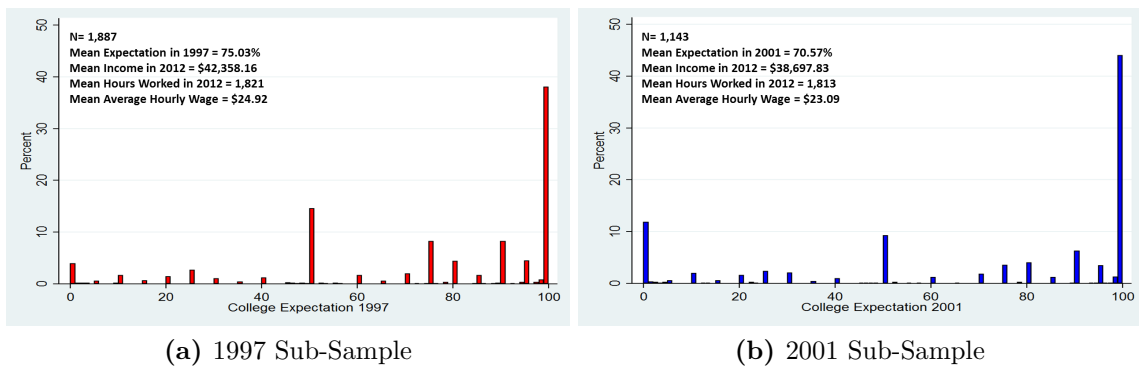 N= 1,887
Mean Expectation in 1997 = 75.03%
Mean Income in 2012 = $42,358.16
Mean Hours Worked in 2012 = 1,821
Mean Average Hourly Wage = $24.92
Percent
50
40
30
20
10
0
0 20 40 60 80 100
College Expectation 1997
(a) 1997 Sub-Sample
N= 1,143
Mean Expectation in 2001 = 70.57%
Mean Income in 2012 = $38,697.83
Mean Hours Worked in 2012 = 1,813
Mean Average Hourly Wage = $23.09
Percent
50
40
30
20
10
0
0 20 40 60 80 100
College Expectation 2001
(b) 2001 Sub-Sample